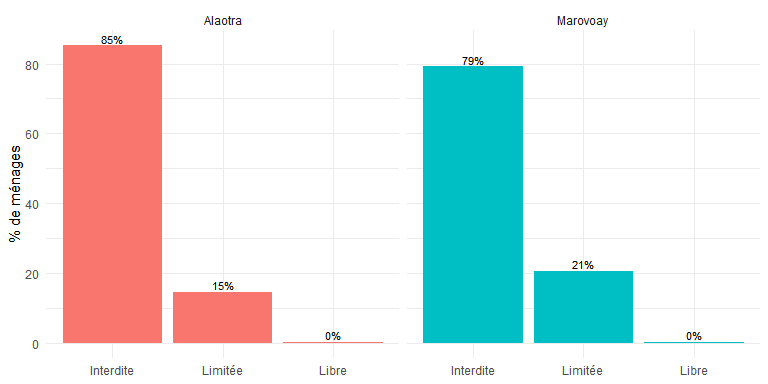 Alaotra
Marovoay
% de ménages
80
60
40
20
0
85%
15%
0%
79%
21%
0%
Interdite
Limitée
Libre
Interdite
Limitée
Libre